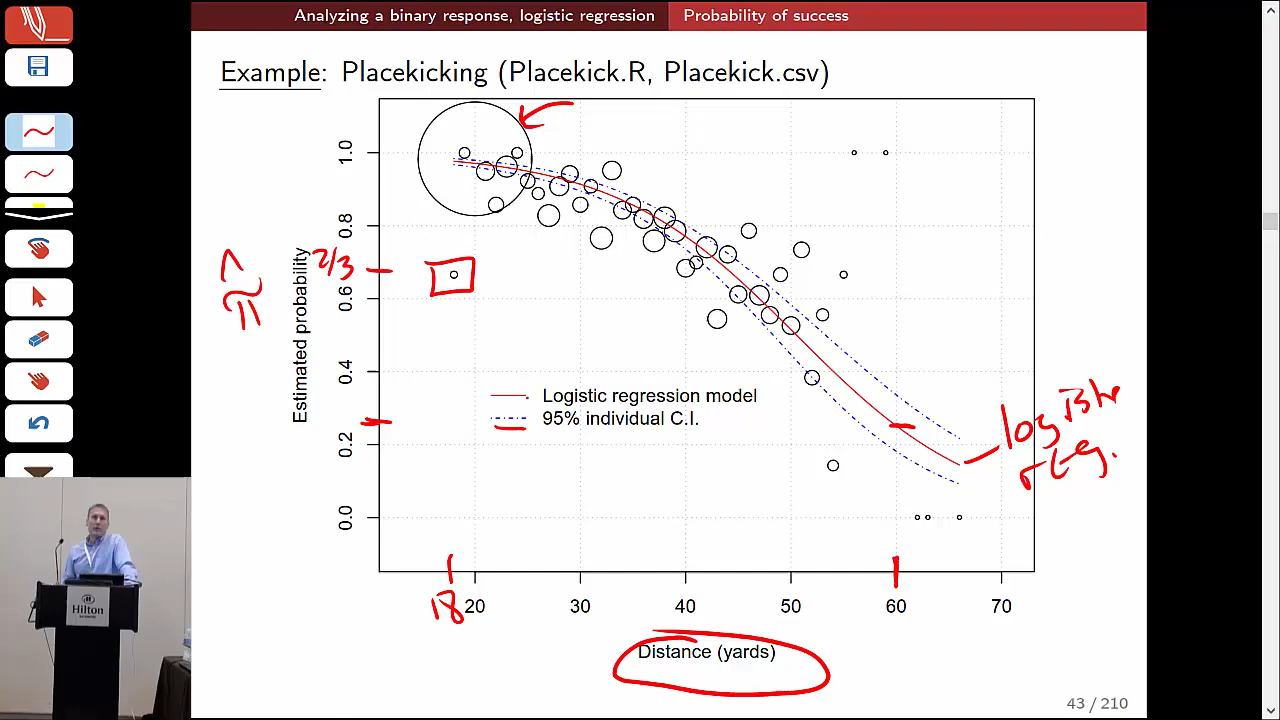 Analyzing a binary response, logistic regression Probability of success
Example: Placekicking (Placekick.R, Placekick.csv)
Estimated probability
0.0 0.2 0.4 0.6 0.8 1.0
π̂
2/3
Logistic regression model
95% individual C.I.
logistic
reg.
18
20 30 40 50 60 70
Distance (yards)
43 / 210
Hilton